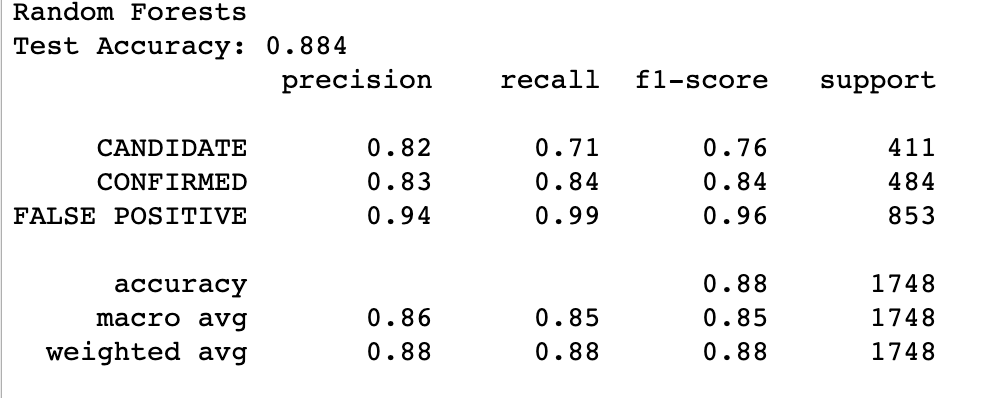 Random Forests
Test Accuracy: 0.884
precision recall f1-score support
CANDIDATE 0.82 0.71 0.76 411
CONFIRMED 0.83 0.84 0.84 484
FALSE POSITIVE 0.94 0.99 0.96 853
accuracy 0.88 1748
macro avg 0.86 0.85 0.85 1748
weighted avg 0.88 0.88 0.88 1748